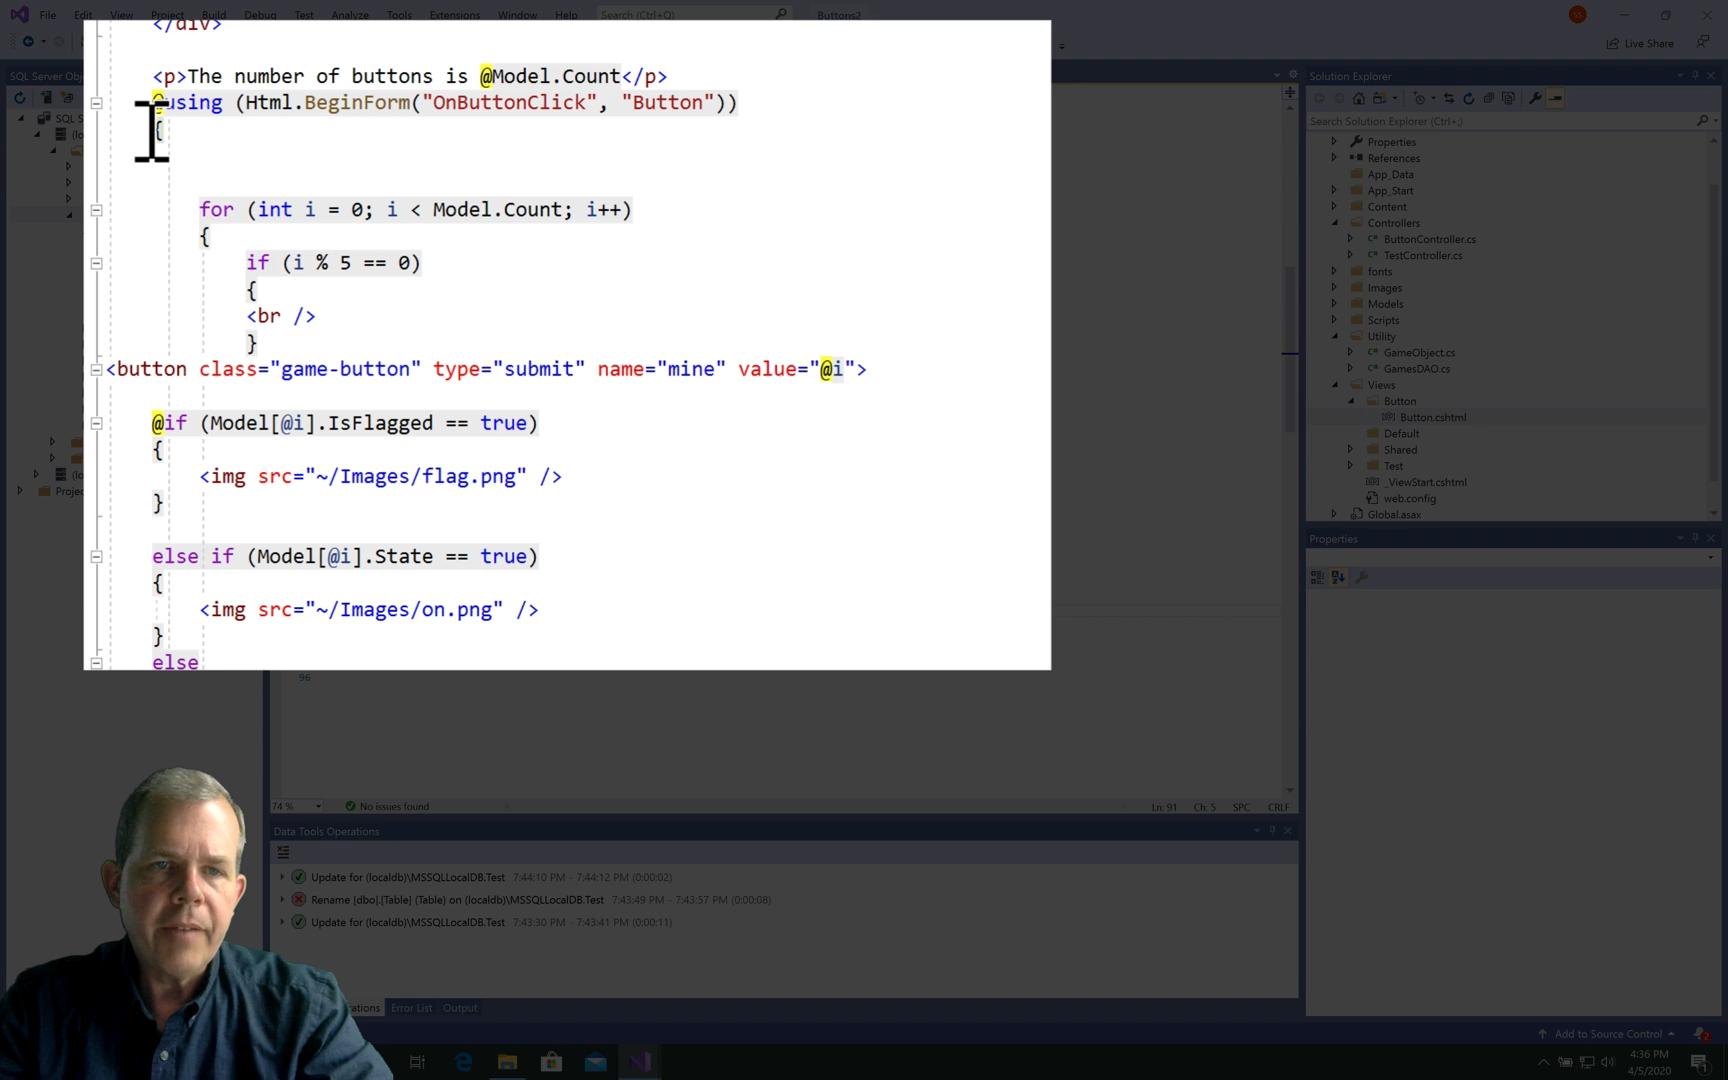 File Edit View Project Build Debug Test Analyze Tools Extensions Window Help Search (Ctrl+Q) Buttons2
Live Share
SQL Server Obj
SQL S
(lo
(lo
Projec
</div>
<p>The number of buttons is @Model.Count</p>
@using (Html.BeginForm("OnButtonClick", "Button"))
{
for (int i = 0; i < Model.Count; i++)
{
if (i % 5 == 0)
{
<br />
}
<button class="game-button" type="submit" name="mine" value="@i">
@if (Model[@i].IsFlagged == true)
{
<img src="~/Images/flag.png" />
}
else if (Model[@i].State == true)
{
<img src="~/Images/on.png" />
}
else
96
74 % No issues found Ln: 91 Ch: 5 SPC CRLF
Data Tools Operations
Update for (localdb)\MSSQLLocalDB.Test 7:44:10 PM - 7:44:12 PM (0:00:02)
Rename [dbo].[Table] (Table) on (localdb)\MSSQLLocalDB.Test 7:43:49 PM - 7:43:57 PM (0:00:08)
Update for (localdb)\MSSQLLocalDB.Test 7:43:30 PM - 7:43:41 PM (0:00:11)
rations Error List Output
Solution Explorer
Search Solution Explorer (Ctrl+;)
Properties
References
App_Data
App_Start
Content
Controllers
C# ButtonController.cs
C# TestController.cs
fonts
Images
Models
Scripts
Utility
C# GameObject.cs
C# GamesDAO.cs
Views
Button
[@] Button.cshtml
Default
Shared
Test
[@] _ViewStart.cshtml
web.config
Global.asax
Properties
Add to Source Control 2
4:36 PM
4/5/2020
1